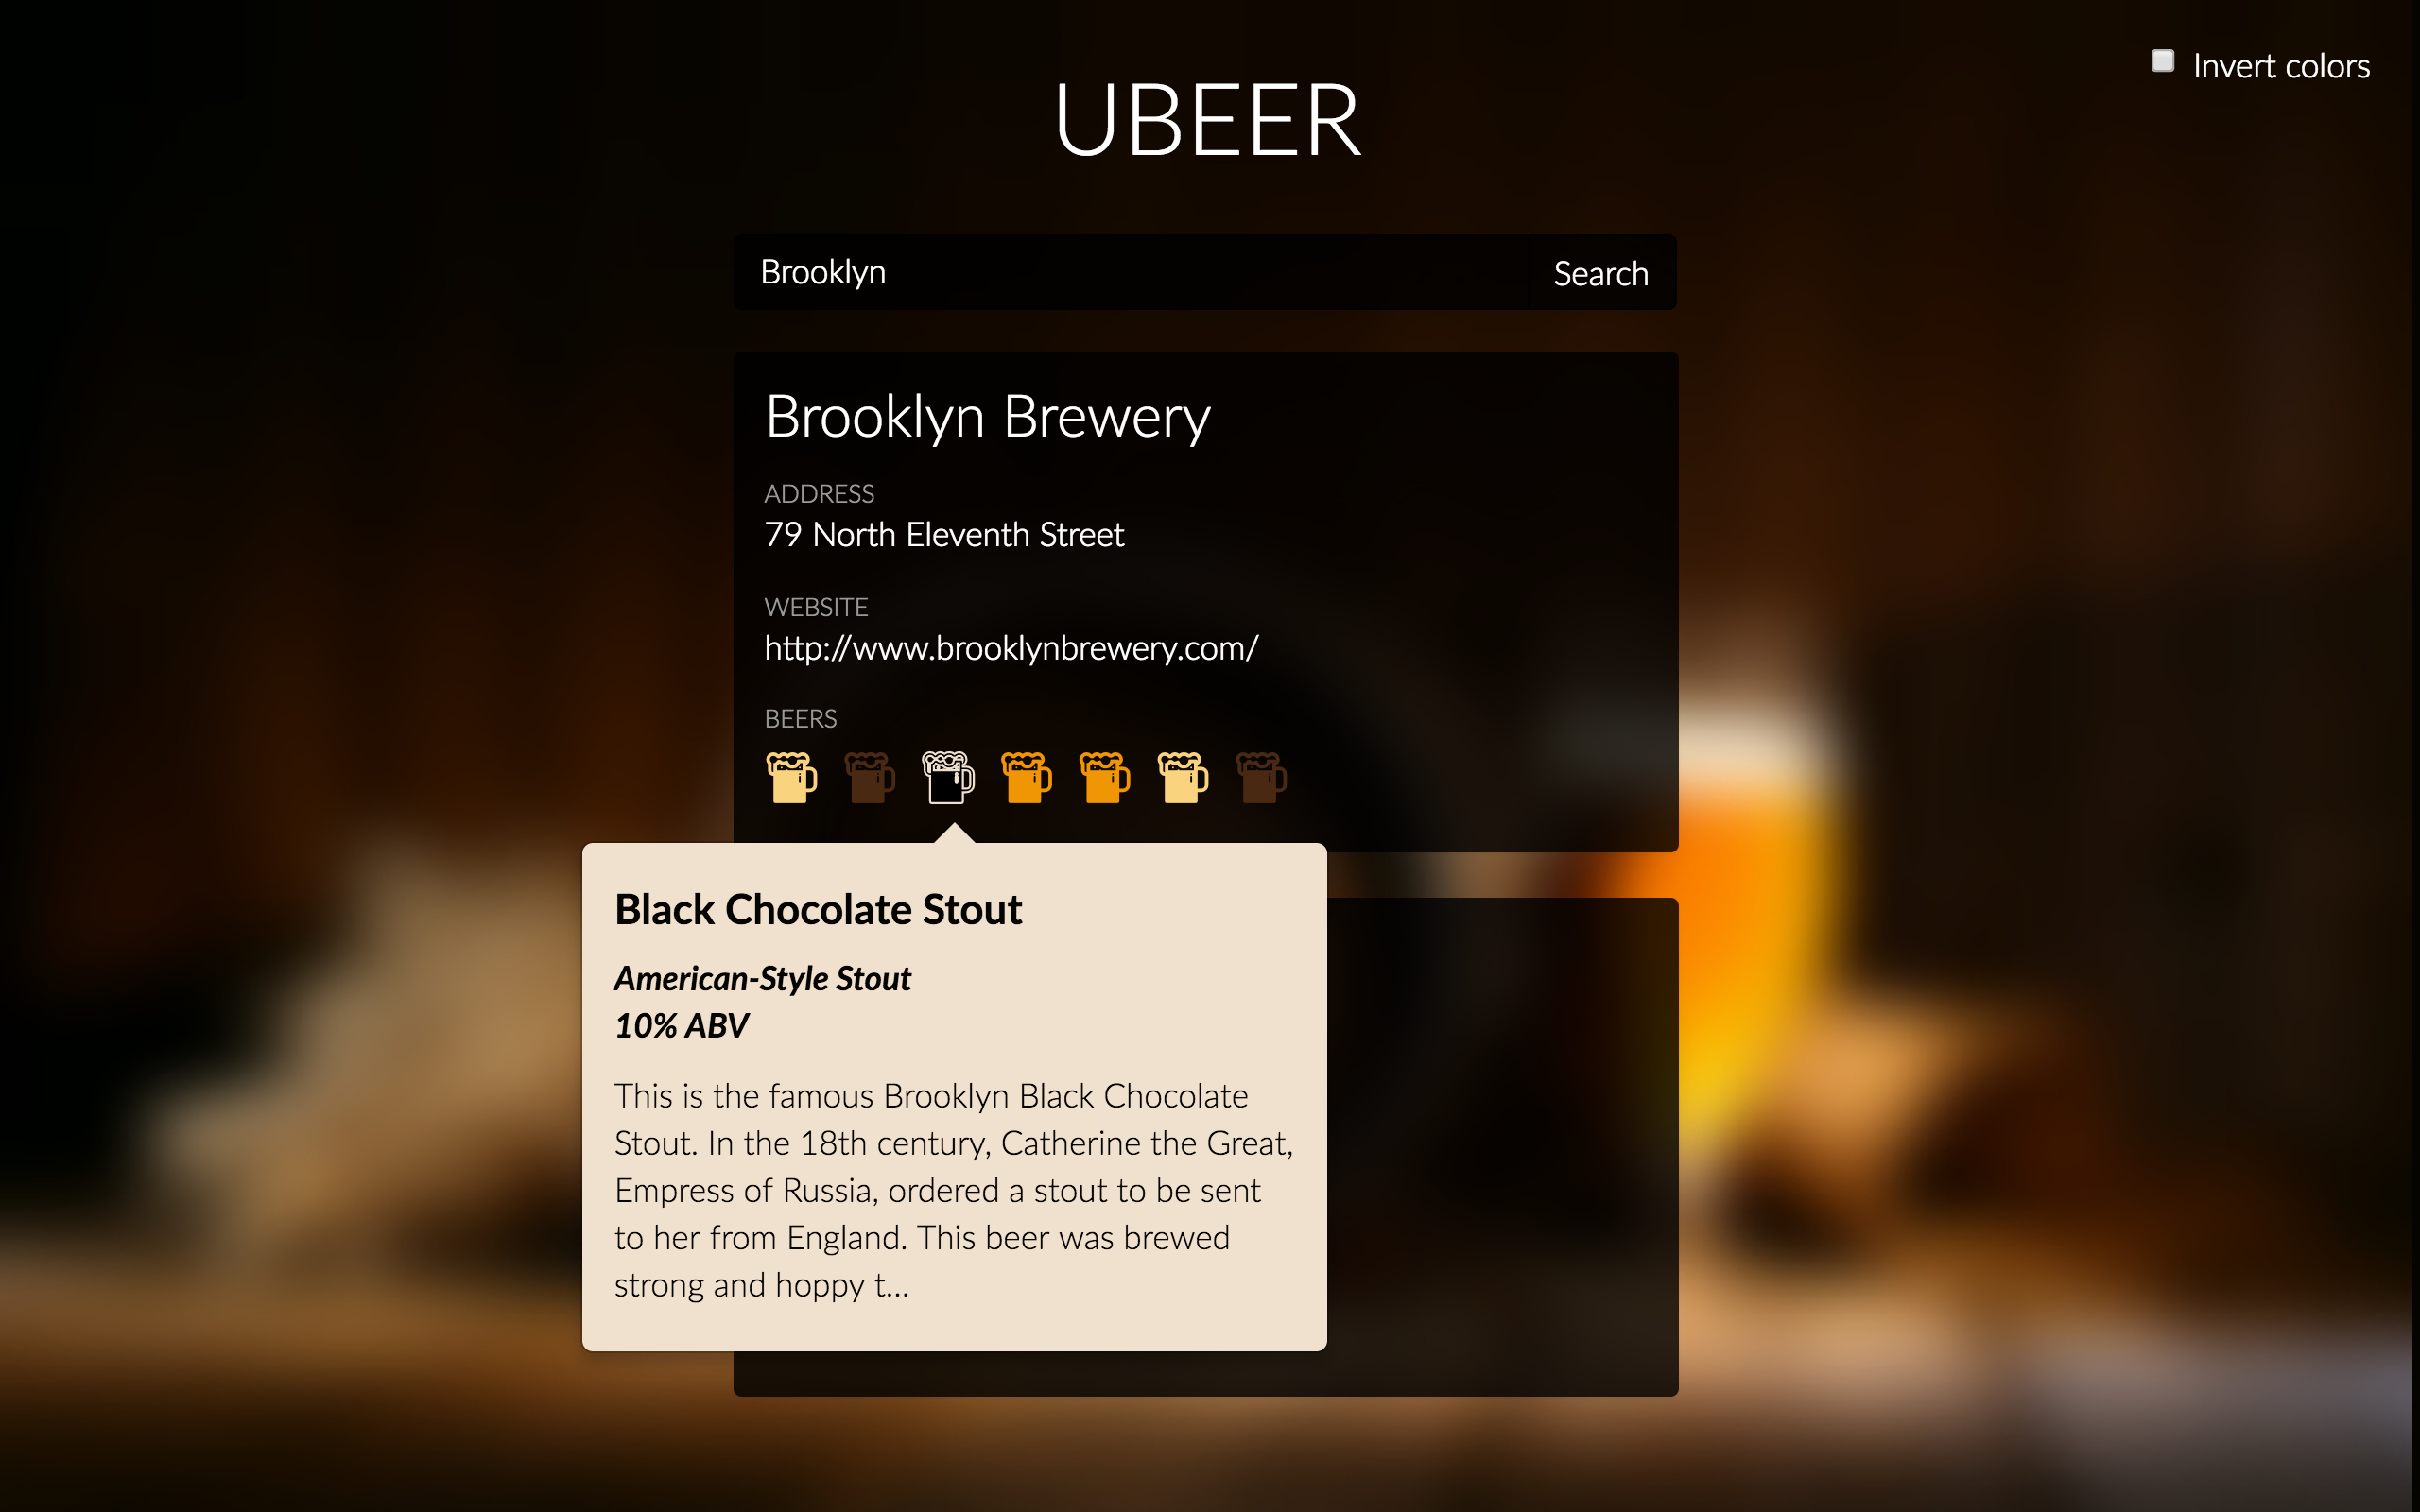 Invert colors
UBEER
Brooklyn
Search
Brooklyn Brewery
ADDRESS
79 North Eleventh Street
WEBSITE
http://www.brooklynbrewery.com/
BEERS
Black Chocolate Stout
American-Style Stout
10% ABV
This is the famous Brooklyn Black Chocolate
Stout. In the 18th century, Catherine the Great,
Empress of Russia, ordered a stout to be sent
to her from England. This beer was brewed
strong and hoppy t...